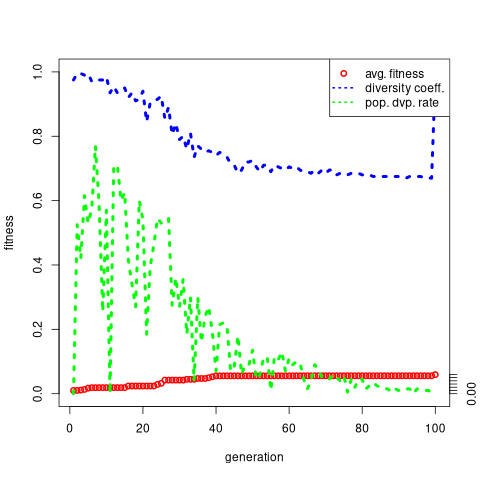 avg. fitness
diversity coeff.
pop. dvp. rate
1.0
0.8
0.6
0.4
0.2
0.0
fitness
0.00
0 20 40 60 80 100
generation